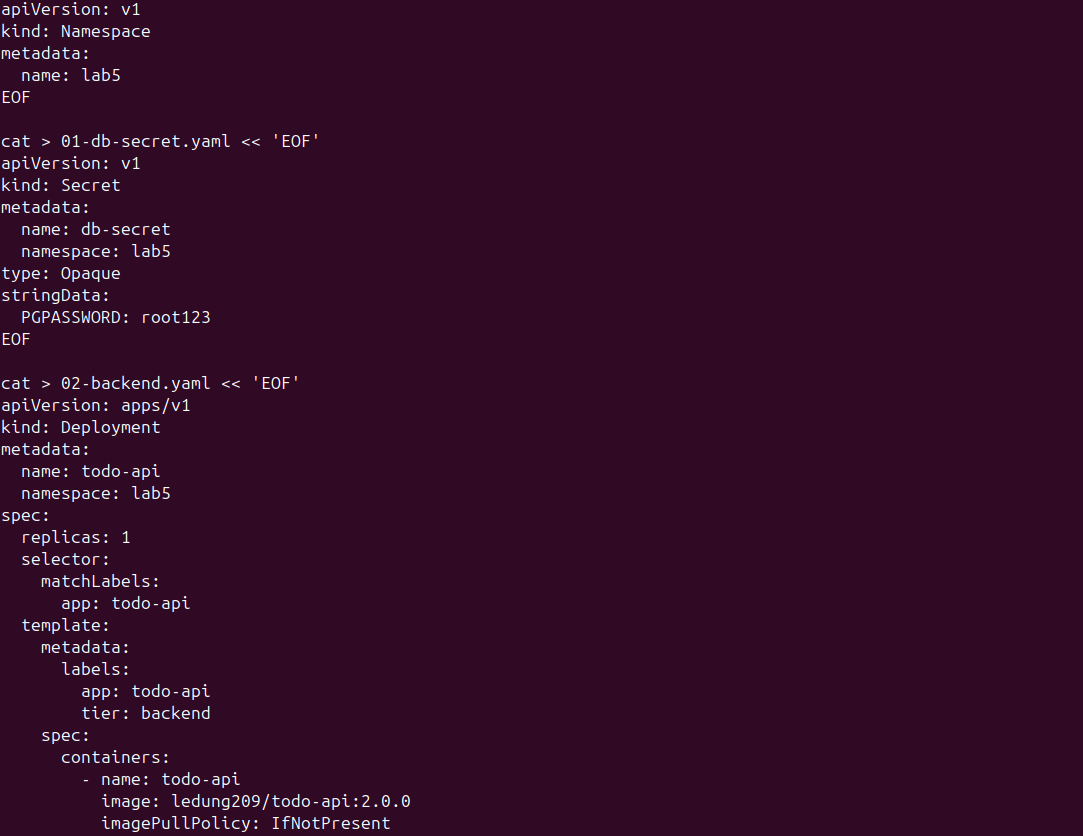 apiVersion: v1
kind: Namespace
metadata:
  name: lab5
EOF

cat > 01-db-secret.yaml << 'EOF'
apiVersion: v1
kind: Secret
metadata:
  name: db-secret
  namespace: lab5
type: Opaque
stringData:
  PGPASSWORD: root123
EOF

cat > 02-backend.yaml << 'EOF'
apiVersion: apps/v1
kind: Deployment
metadata:
  name: todo-api
  namespace: lab5
spec:
  replicas: 1
  selector:
    matchLabels:
      app: todo-api
  template:
    metadata:
      labels:
        app: todo-api
        tier: backend
    spec:
      containers:
        - name: todo-api
          image: ledung209/todo-api:2.0.0
          imagePullPolicy: IfNotPresent